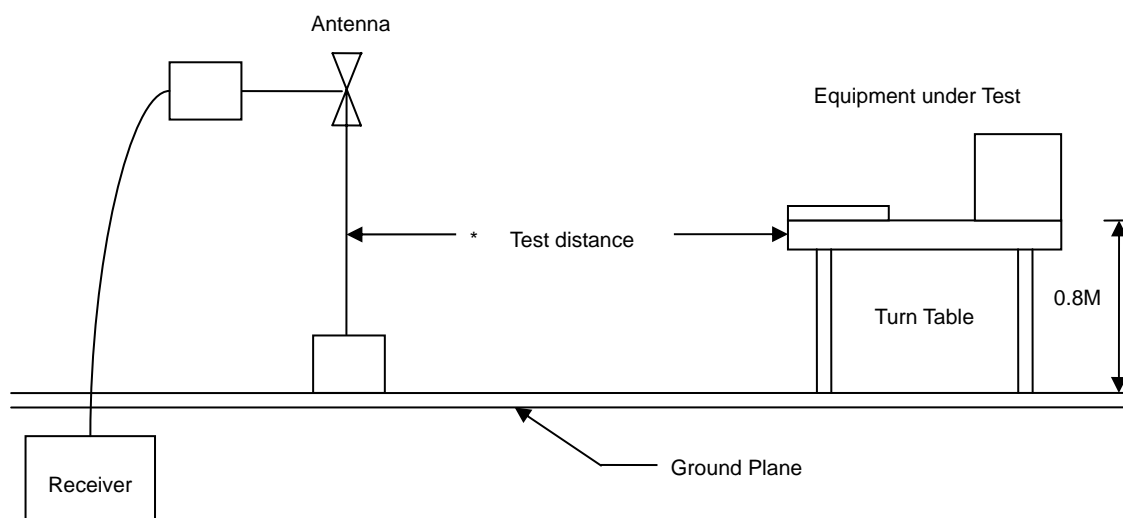 Antenna
Equipment under Test
* Test distance
0.8M
Turn Table
Ground Plane
Receiver